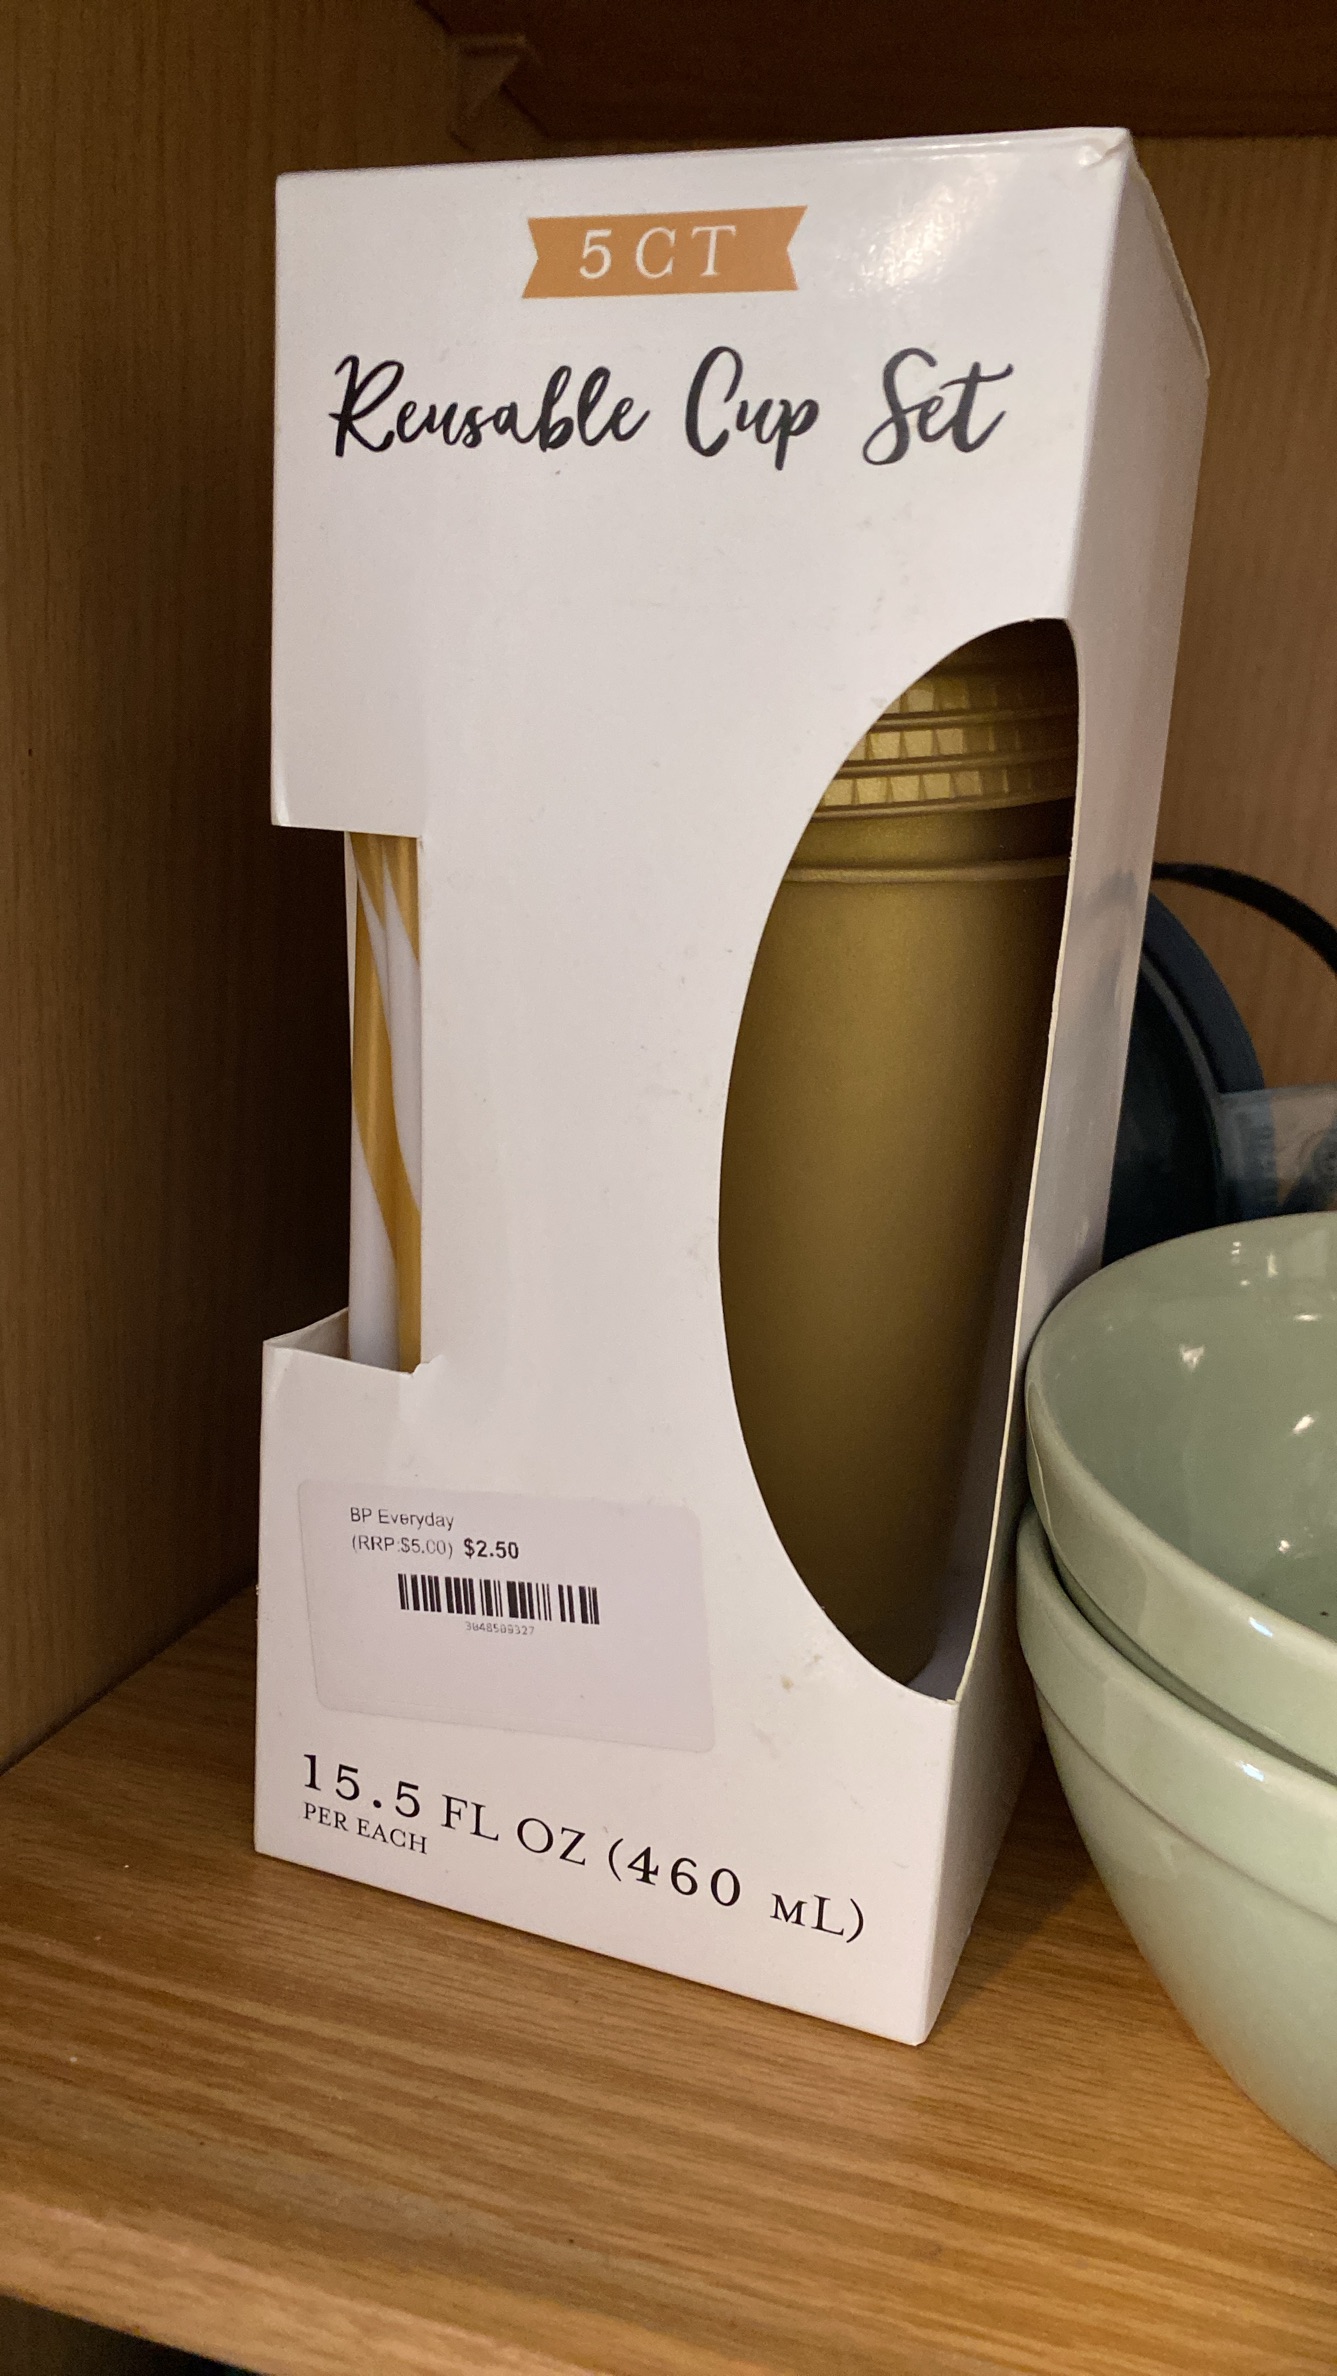 5 CT
Reusable Cup Set
BP Everyday
(RRP:$5.00) $2.50
3048509327
15.5 FL OZ (460 mL)
PER EACH